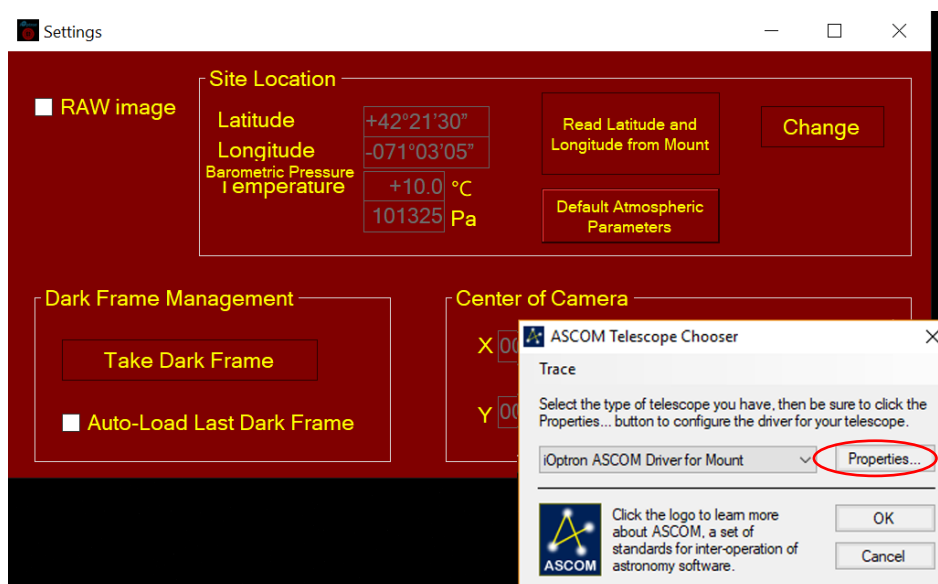 Settings
RAW image
Site Location
Latitude
+42°21'30"
Longitude
-071°03'05"
Barometric Pressure
Temperature
+10.0 °C
101325 Pa
Read Latitude and
Longitude from Mount
Default Atmospheric
Parameters
Change
Dark Frame Management
Take Dark Frame
Auto-Load Last Dark Frame
Center of Camera
X
Y
ASCOM Telescope Chooser
Trace
Select the type of telescope you have, then be sure to click the
Properties... button to configure the driver for your telescope.
iOptron ASCOM Driver for Mount
Properties...
ASCOM
Click the logo to learn more
about ASCOM, a set of
standards for inter-operation of
astronomy software.
OK
Cancel